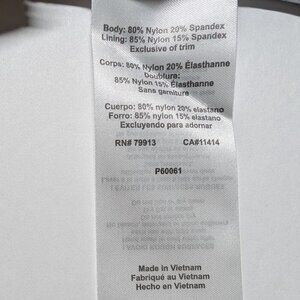 Body: 80% Nylon 20% Spandex
Lining: 85% Nylon 15% Spandex
Exclusive of trim
Corps: 80% Nylon 20% Élasthanne
Doublure:
85% Nylon 15% Élasthanne
Sans garniture
Cuerpo: 80% nylon 20% elastano
Forro: 85% nylon 15% elastano
Excluyendo para adornar
RN# 79913 CA#11414
P60061
Made in Vietnam
Fabriqué au Vietnam
Hecho en Vietnam